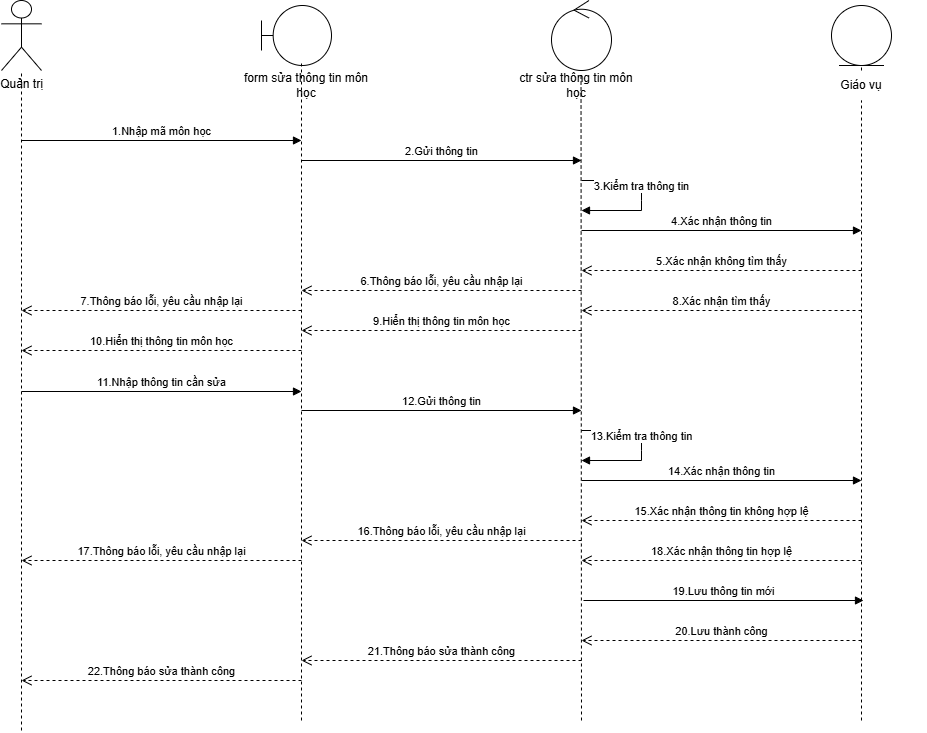 Quản trị
form sửa thông tin môn
học
ctr sửa thông tin môn
học
Giáo vụ
1.Nhập mã môn học
2.Gửi thông tin
3.Kiểm tra thông tin
4.Xác nhận thông tin
5.Xác nhận không tìm thấy
6.Thông báo lỗi, yêu cầu nhập lại
7.Thông báo lỗi, yêu cầu nhập lại
8.Xác nhận tìm thấy
9.Hiển thị thông tin môn học
10.Hiển thị thông tin môn học
11.Nhập thông tin cần sửa
12.Gửi thông tin
13.Kiểm tra thông tin
14.Xác nhận thông tin
15.Xác nhận thông tin không hợp lệ
16.Thông báo lỗi, yêu cầu nhập lại
17.Thông báo lỗi, yêu cầu nhập lại
18.Xác nhận thông tin hợp lệ
19.Lưu thông tin mới
20.Lưu thành công
21.Thông báo sửa thành công
22.Thông báo sửa thành công